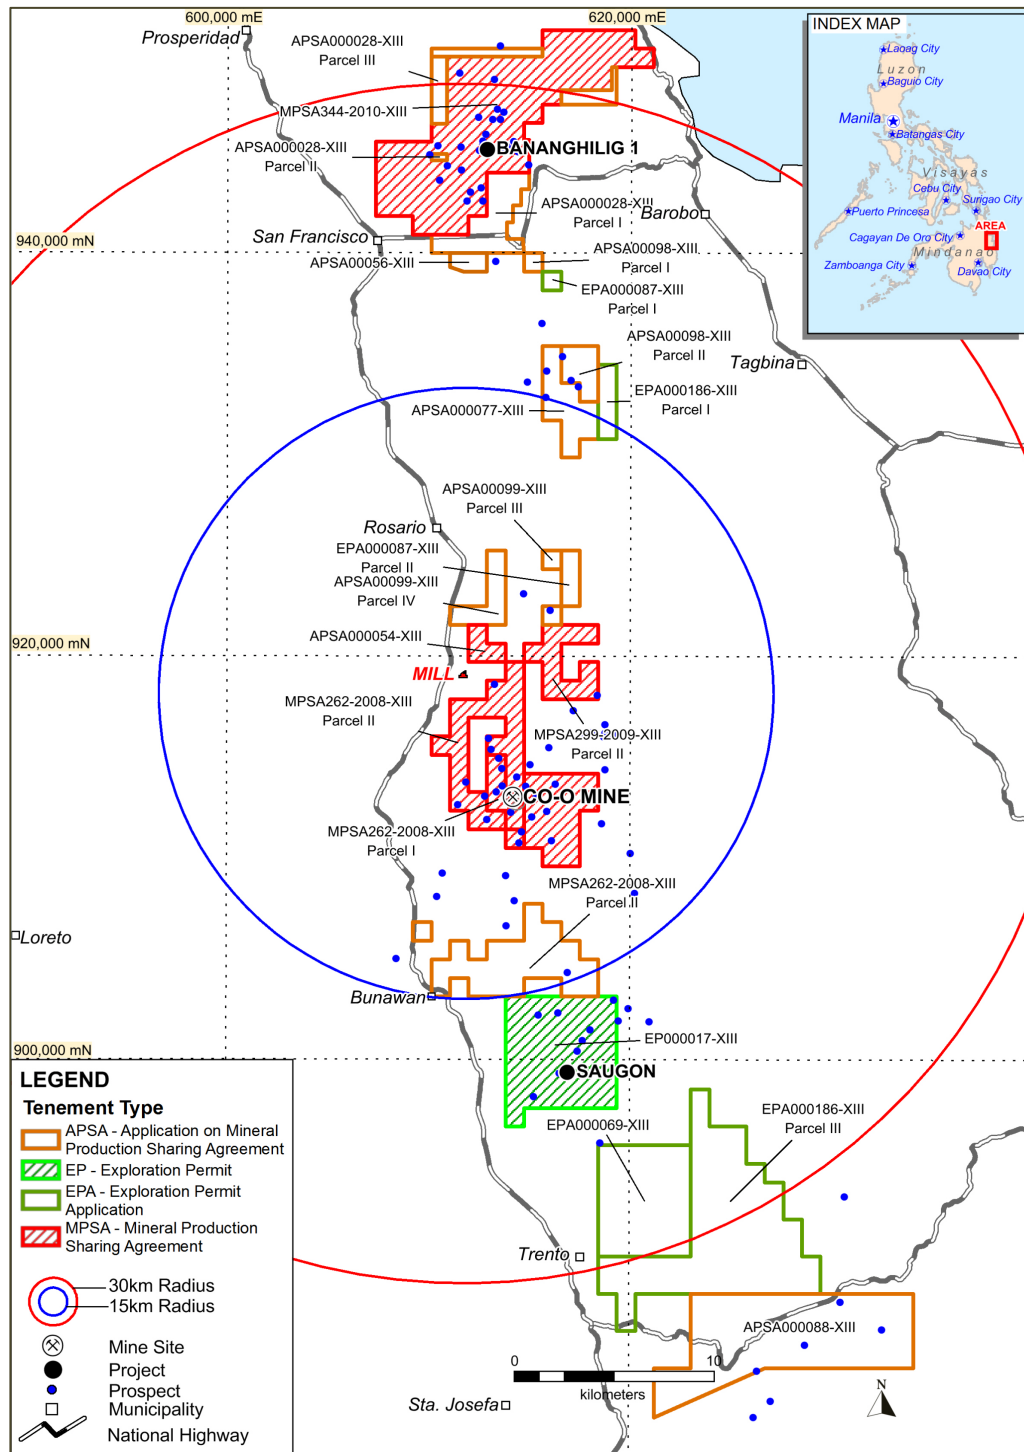 600,000 mE
620,000 mE
Prosperidad
APSA000028-XIII
Parcel III
MPSA344-2010-XIII
APSA000028-XIII
Parcel II
BANANGHILIG 1
APSA000028-XIII
Parcel I
Barobo
San Francisco
940,000 mN
APSA00056-XIII
APSA00098-XIII
Parcel I
EPA000087-XIII
Parcel I
APSA00098-XIII
Parcel II
Tagbina
EPA000186-XIII
Parcel I
APSA000077-XIII
APSA00099-XIII
Parcel III
Rosario
EPA000087-XIII
Parcel II
APSA00099-XIII
Parcel IV
APSA000054-XIII
920,000 mN
MILL
MPSA262-2008-XIII
Parcel II
MPSA299-2009-XIII
Parcel II
CO-O MINE
MPSA262-2008-XIII
Parcel I
MPSA262-2008-XIII
Parcel II
Loreto
Bunawan
EP000017-XIII
900,000 mN
SAUGON
EPA000069-XIII
EPA000186-XIII
Parcel III
Trento
APSA000088-XIII
Sta. Josefa
0
10
kilometers
N
INDEX MAP
Laoag City
Luzon
Baguio City
Manila
Batangas City
Visayas
Cebu City
Surigao City
Puerto Princesa
AREA
Cagayan De Oro City
Mindanao
Zamboanga City
Davao City
LEGEND
Tenement Type
APSA - Application on Mineral
Production Sharing Agreement
EP - Exploration Permit
EPA - Exploration Permit
Application
MPSA - Mineral Production
Sharing Agreement
30km Radius
15km Radius
Mine Site
Project
Prospect
Municipality
National Highway